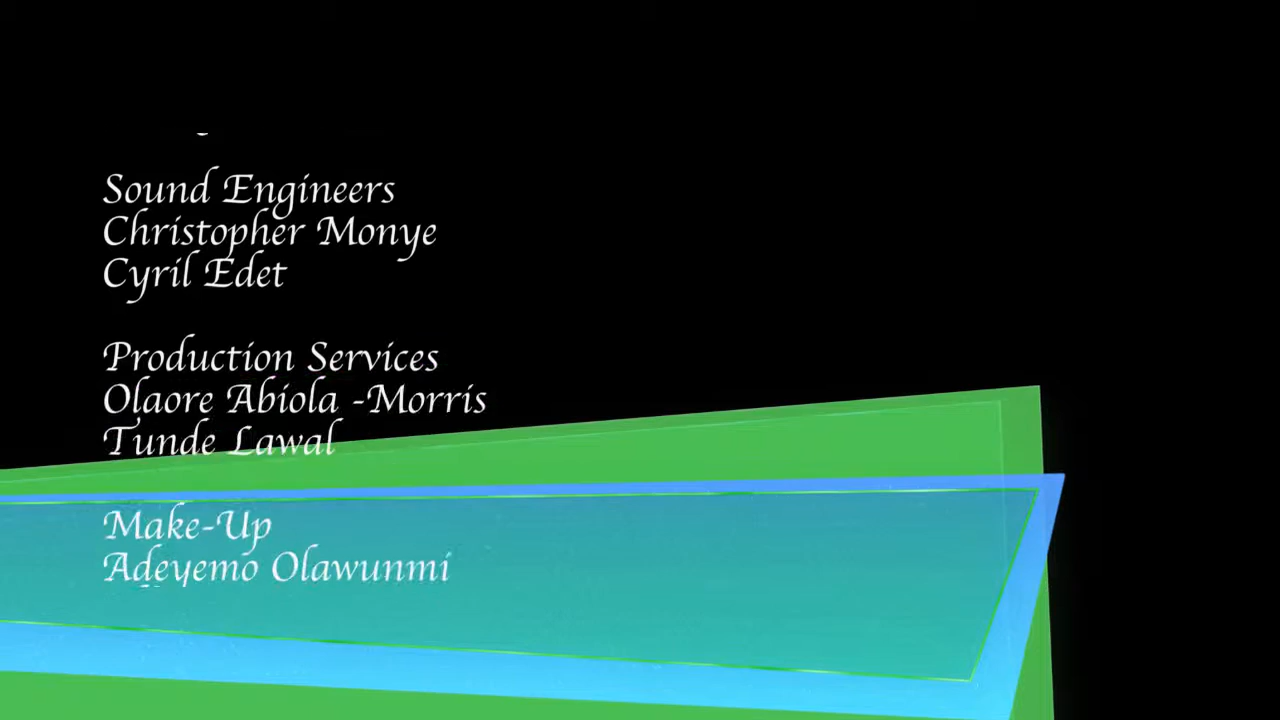 Sound Engineers
Christopher Monye
Cyril Edet
Production Services
Olaore Abiola -Morris
Tunde Lawal
Make-Up
Adeyemo Olawunmi